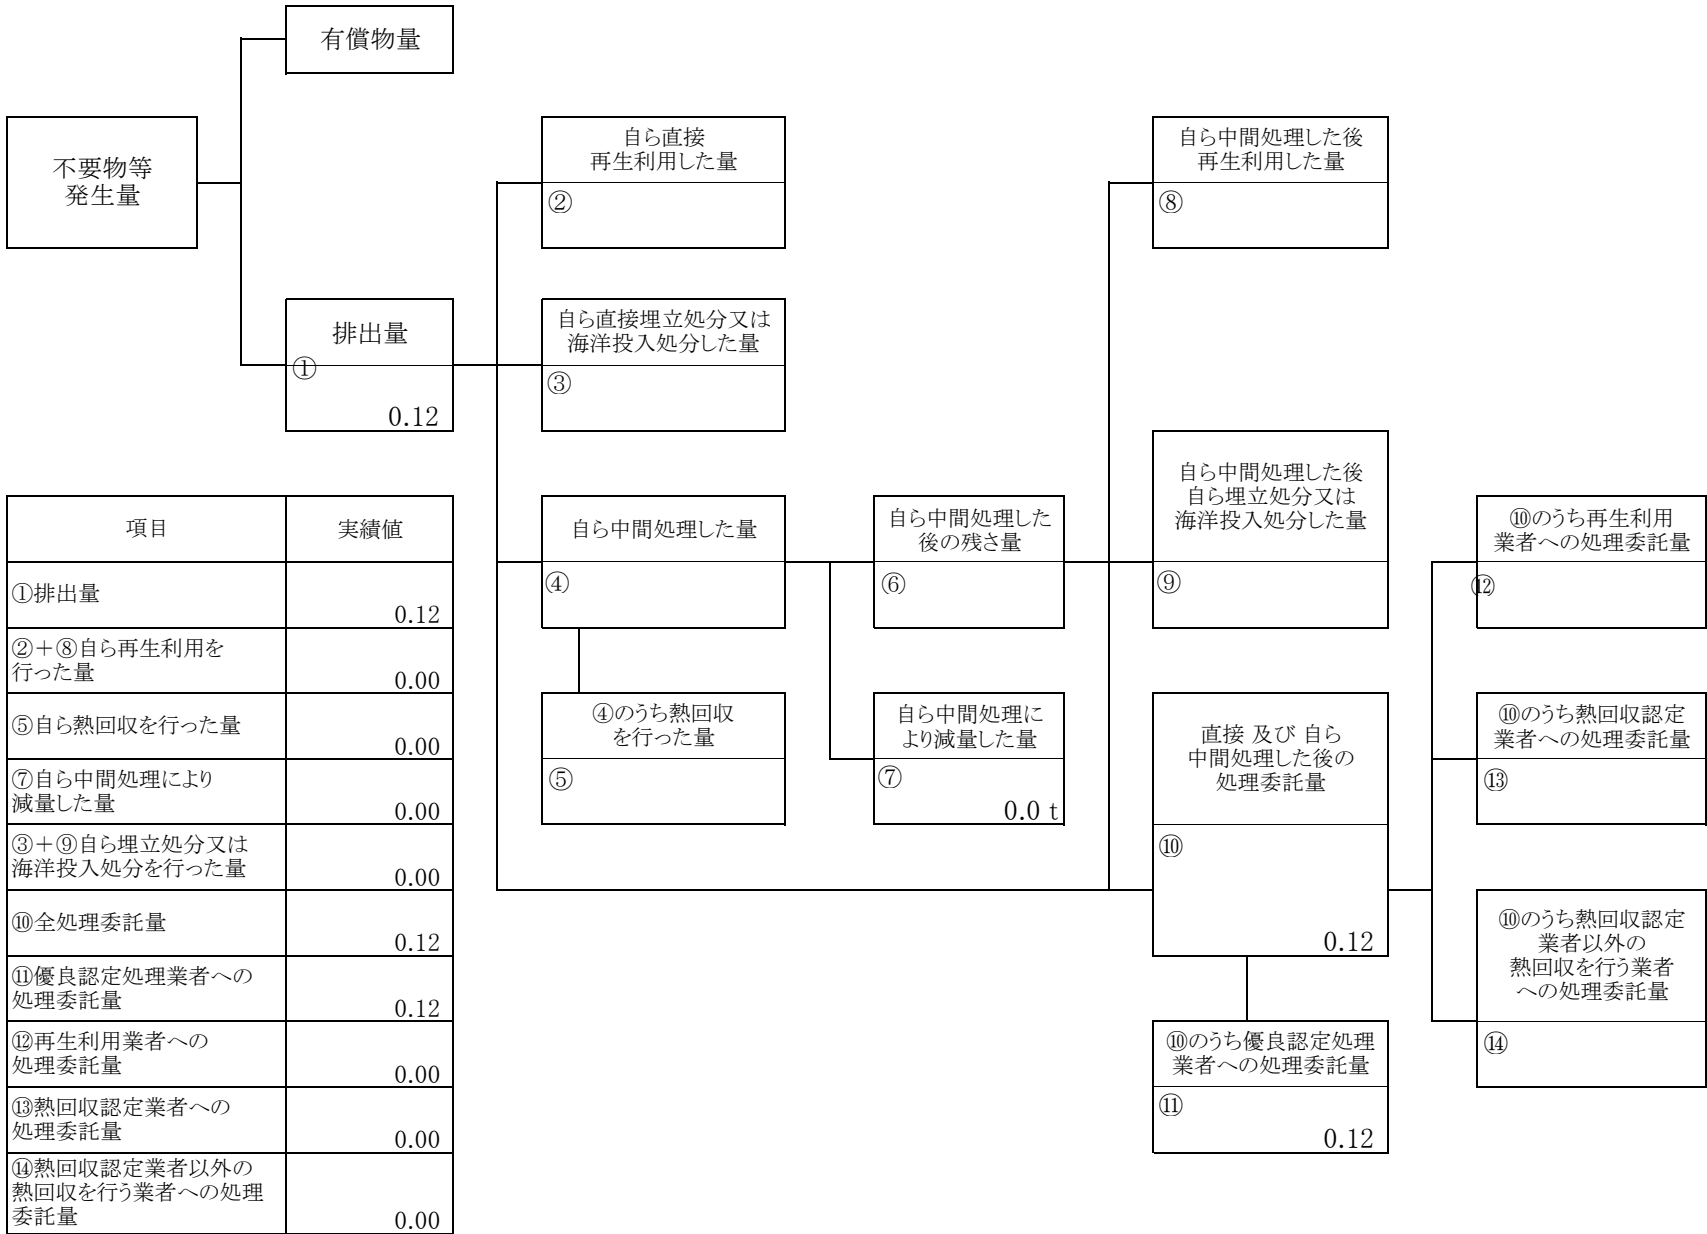 有償物量
不要物等
発生量
自ら直接
再生利用した量
②
自ら中間処理した後
再生利用した量
⑧
排出量
①
0.12
自ら直接埋立処分又は
海洋投入処分した量
③
自ら中間処理した量
④
自ら中間処理した
後の残さ量
⑥
自ら中間処理した後
自ら埋立処分又は
海洋投入処分した量
⑨
⑩のうち再生利用
業者への処理委託量
⑫
④のうち熱回収
を行った量
⑤
自ら中間処理に
より減量した量
⑦
0.0 t
直接 及び 自ら
中間処理した後の
処理委託量
⑩
0.12
⑩のうち熱回収認定
業者への処理委託量
⑬
⑩のうち熱回収認定
業者以外の
熱回収を行う業者
への処理委託量
⑭
⑩のうち優良認定処理
業者への処理委託量
⑪
0.12
項目 実績値
①排出量
0.12
②＋⑧自ら再生利用を
行った量
0.00
⑤自ら熱回収を行った量
0.00
⑦自ら中間処理により
減量した量
0.00
③＋⑨自ら埋立処分又は
海洋投入処分を行った量
0.00
⑩全処理委託量
0.12
⑪優良認定処理業者への
処理委託量
0.12
⑫再生利用業者への
処理委託量
0.00
⑬熱回収認定業者への
処理委託量
0.00
⑭熱回収認定業者以外の
熱回収を行う業者への処理
委託量
0.00